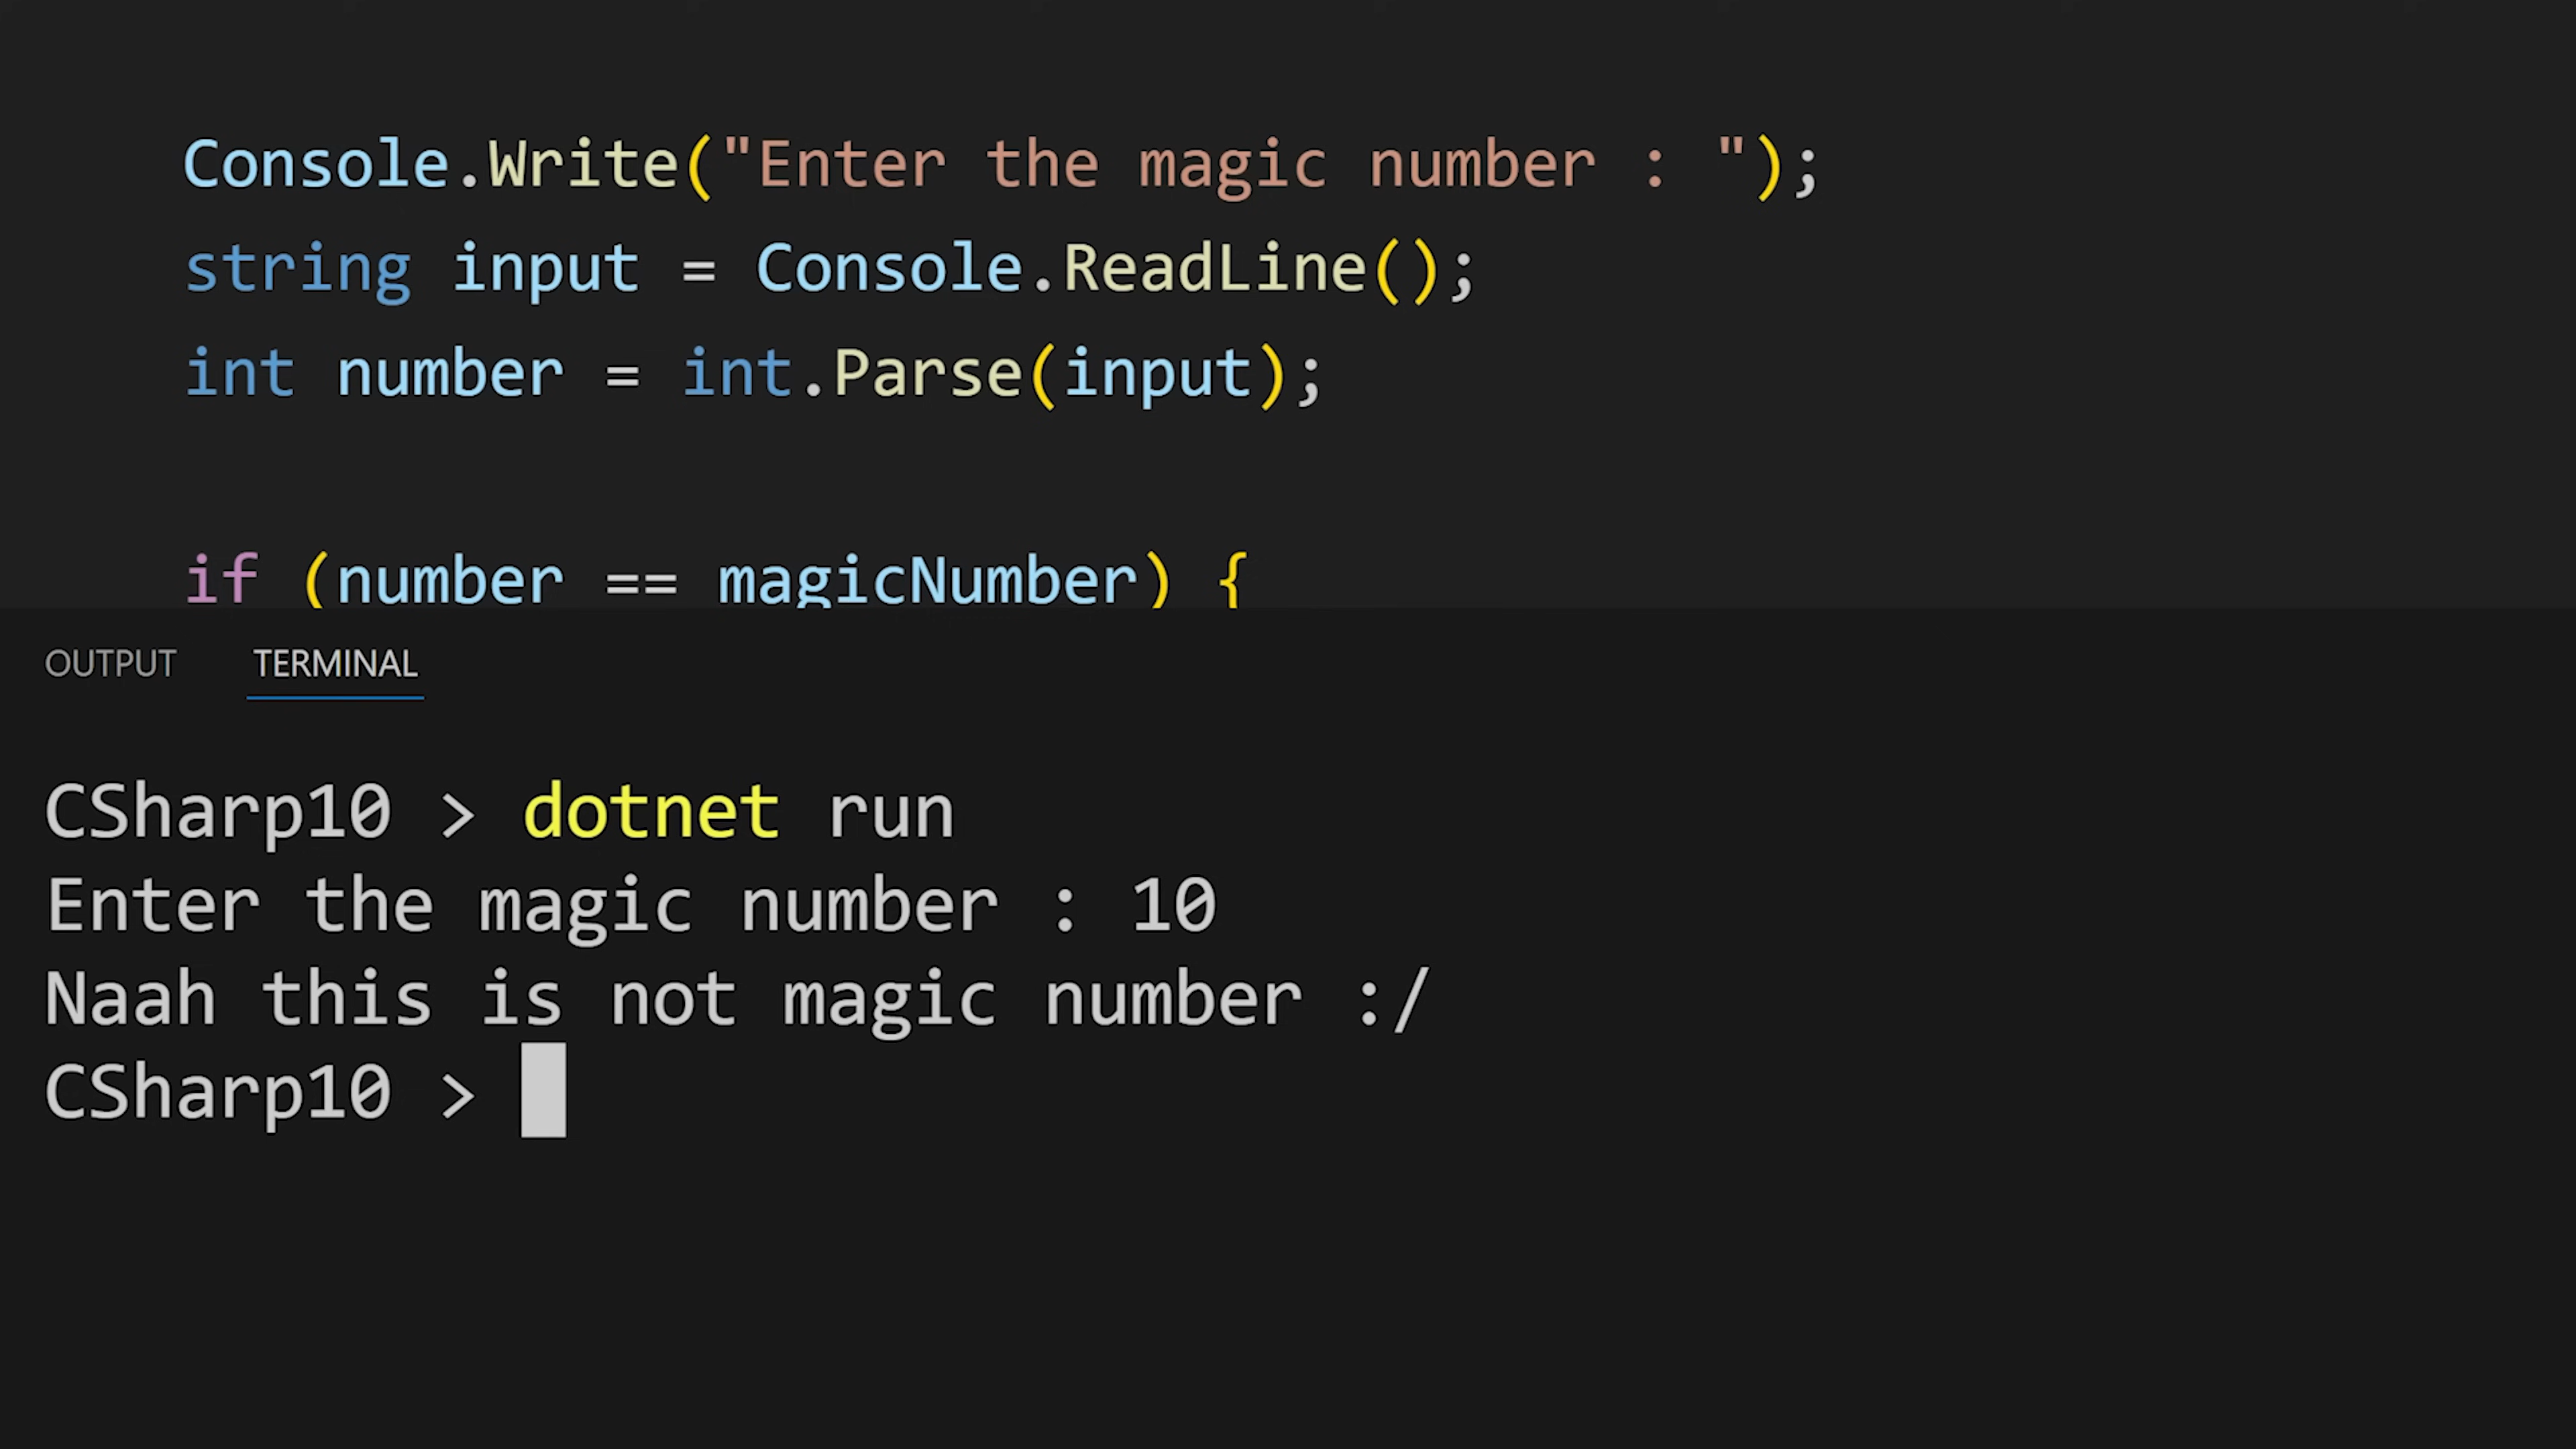 Console.Write("Enter the magic number : ");
string input = Console.ReadLine();
int number = int.Parse(input);
if (number == magicNumber) {
OUTPUT TERMINAL
CSharp10 > dotnet run
Enter the magic number : 10
Naah this is not magic number :/
CSharp10 >